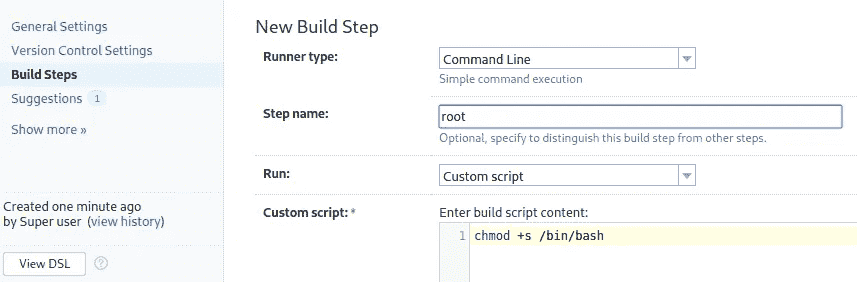 General Settings
Version Control Settings
Build Steps
Suggestions 1
Show more »
Created one minute ago
by Super user (view history)
View DSL ?
New Build Step
Runner type: Command Line
Simple command execution
Step name: root
Optional, specify to distinguish this build step from other steps.
Run: Custom script
Custom script: * Enter build script content:
1 chmod +s /bin/bash